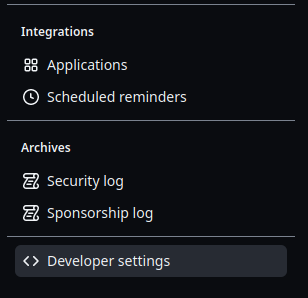 Integrations
Applications
Scheduled reminders
Archives
Security log
Sponsorship log
Developer settings